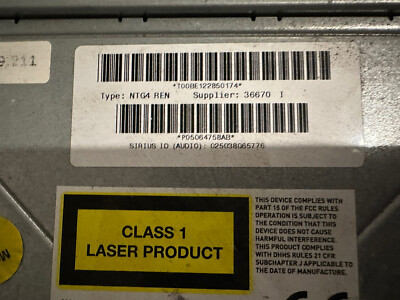 9.211
*T00BE122850174*
Type: NTG4 REN Supplier: 36670 I
*P05064758AB*
SIRIUS ID (AUDIO): 025038065776
CLASS 1
LASER PRODUCT
THIS DEVICE COMPLIES WITH
PART 15 OF THE FCC RULES
OPERATION IS SUBJECT TO
THE CONDITION THAT THIS
DEVICE DOES NOT CAUSE
HARMFUL INTERFERENCE.
THIS PRODUCT COMPLIES
WITH DHHS RULES 21 CFR
SUBCHAPTER J APPLICABLE TO
THE DATE OF MANUFACTURE.